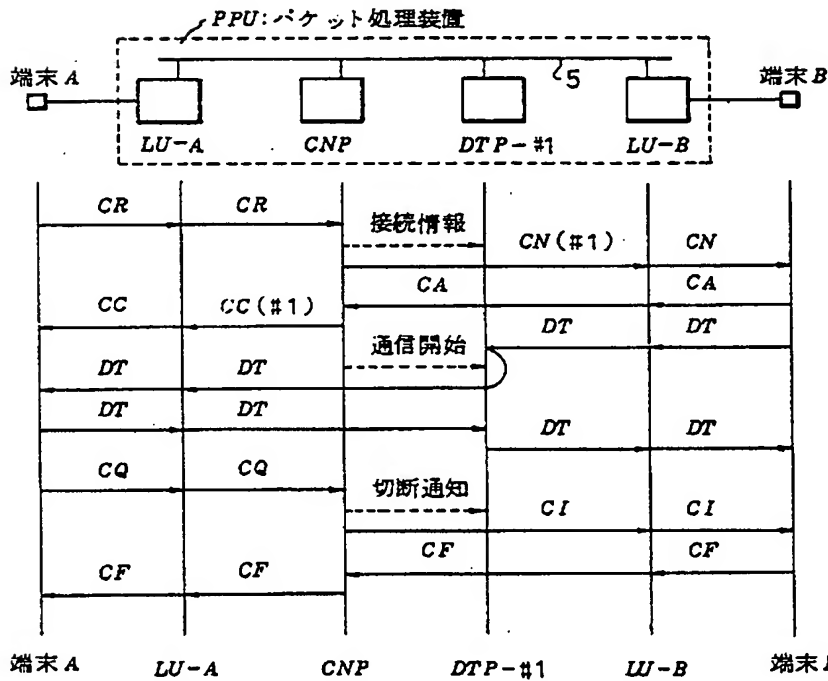 PPU:パケット処理装置
端末A
5
端末B
LU-A CNP DTP-#1 LU-B
CR CR
接続情報
CN(#1) CN
CA CA
CC CC(#1)
DT DT
通信開始
DT DT
DT DT
DT DT
CQ CQ
切断通知
CI CI
CF CF
CF CF
端末A LU-A CNP DTP-#1 LU-B 端末